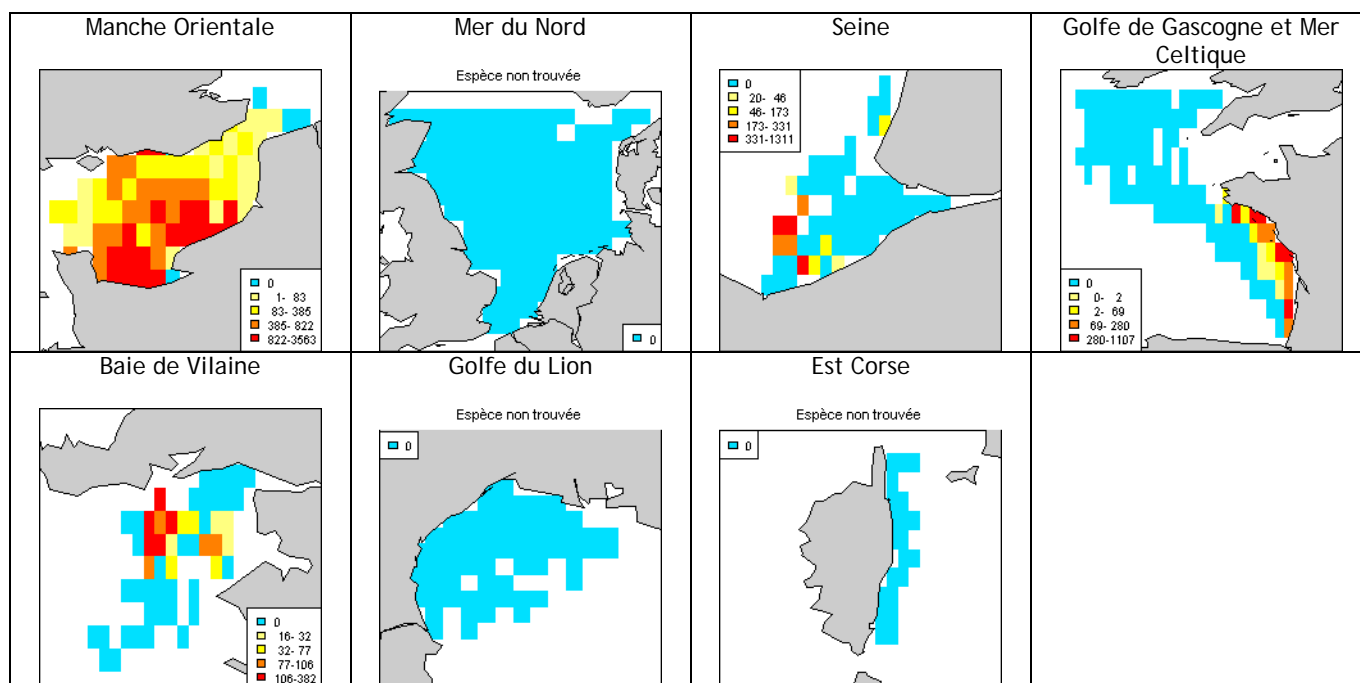 Manche Orientale
0
1- 83
83- 385
385- 822
822-3563
Mer du Nord
Espèce non trouvée
0
Seine
0
20- 46
46- 173
173- 331
331-1311
Golfe de Gascogne et Mer
Celtique
0
0- 2
2- 69
69- 280
280-1107
Baie de Vilaine
0
16- 32
32- 77
77-106
106-382
Golfe du Lion
Espèce non trouvée
0
Est Corse
Espèce non trouvée
0